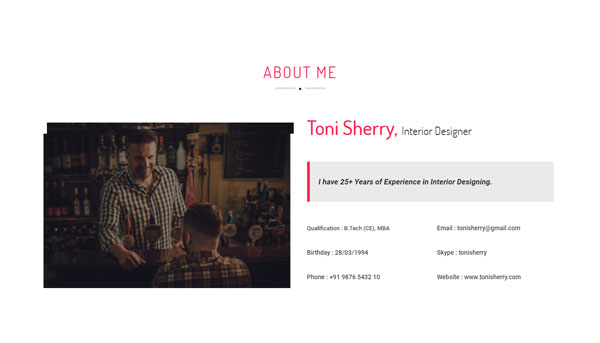 ABOUT ME
Toni Sherry, Interior Designer
I have 25+ Years of Experience in Interior Designing.
Qualification : B.Tech (CE), MBA
Email : tonisherry@gmail.com
Birthday : 28/03/1994
Skype : tonisherry
Phone : +91 9876 5432 10
Website : www.tonisherry.com